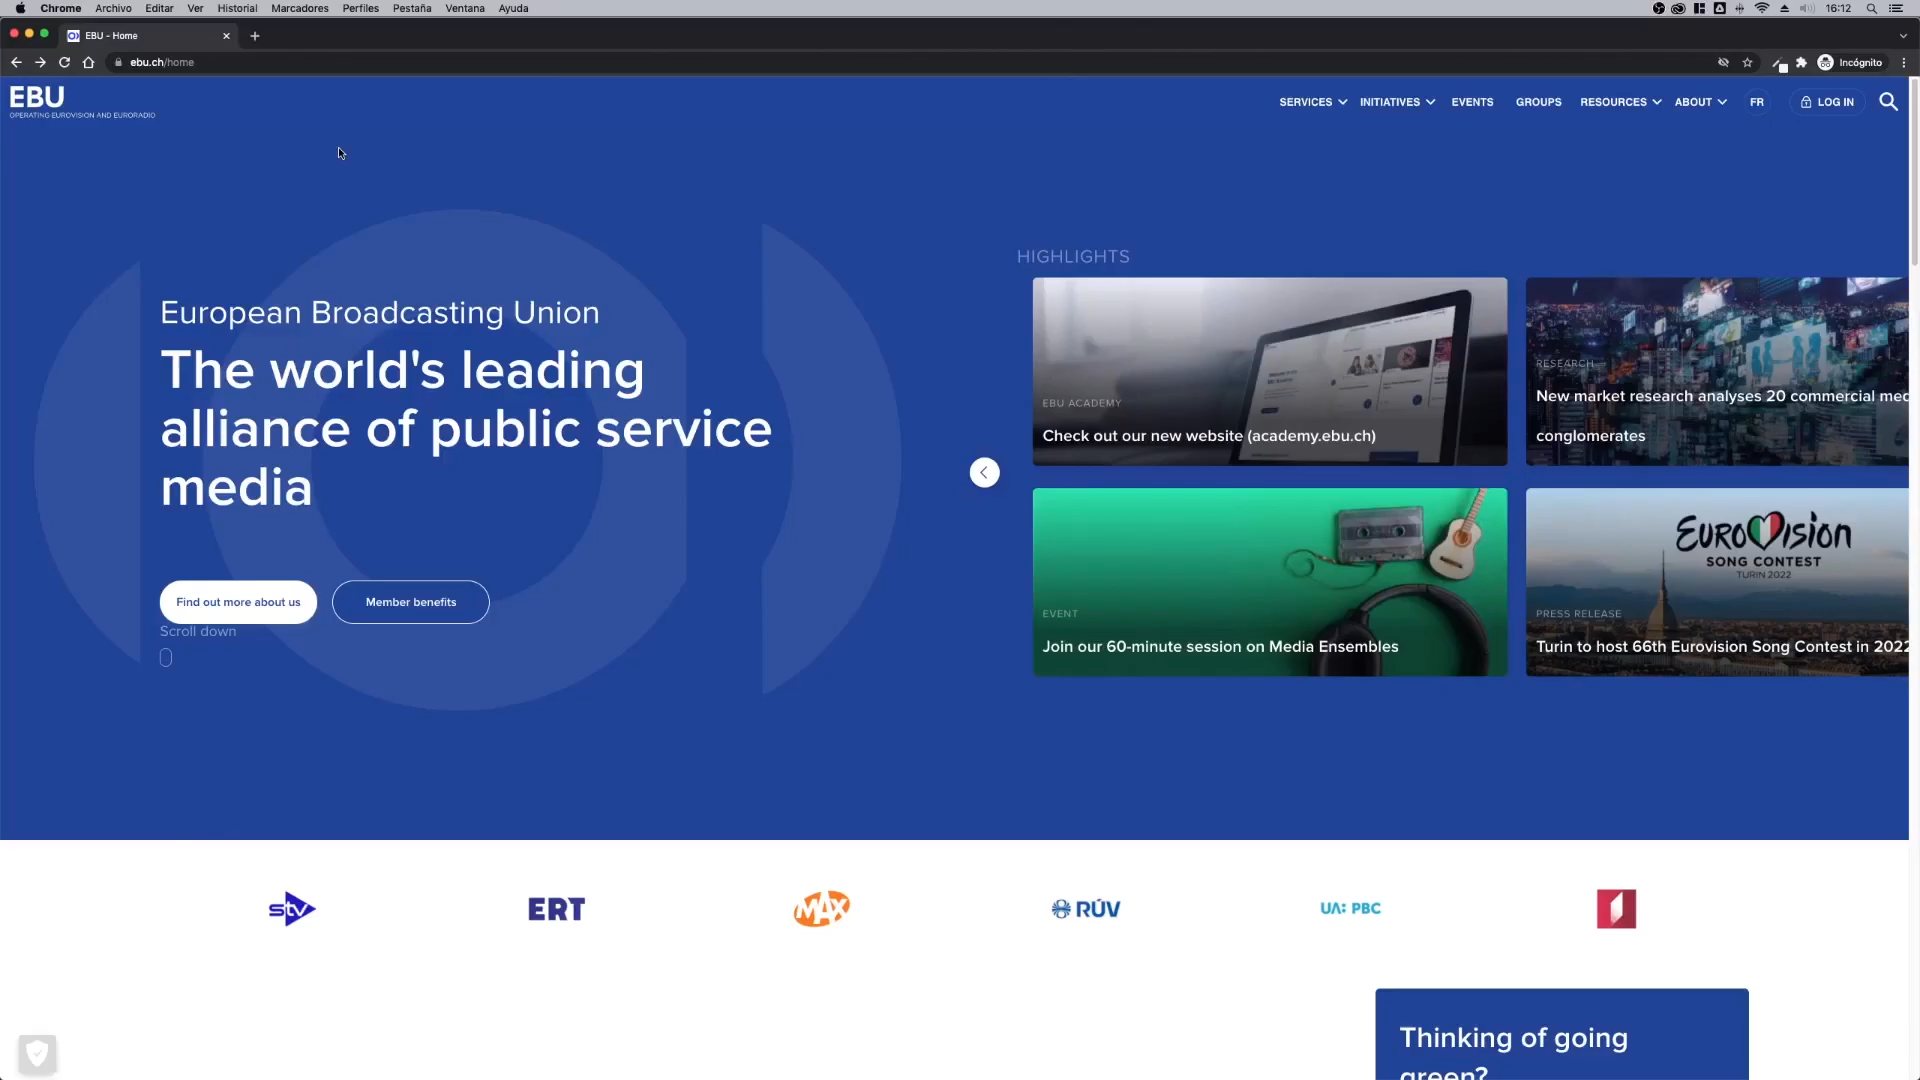 Chrome Archivo Editar Ver Historial Marcadores Perfiles Pestaña Ventana Ayuda 16:12
EBU - Home
ebu.ch/home Incógnito
EBU
OPERATING EUROVISION AND EURORADIO
SERVICES INITIATIVES EVENTS GROUPS RESOURCES ABOUT FR LOG IN
European Broadcasting Union
The world's leading
alliance of public service
media
Find out more about us Member benefits
Scroll down
HIGHLIGHTS
EBU ACADEMY
Check out our new website (academy.ebu.ch)
RESEARCH
New market research analyses 20 commercial med
conglomerates
EVENT
Join our 60-minute session on Media Ensembles
EUROVISION
SONG CONTEST
TURIN 2022
PRESS RELEASE
Turin to host 66th Eurovision Song Contest in 2022
stv ERT MAX RÚV UA: PBC
Thinking of going
green?